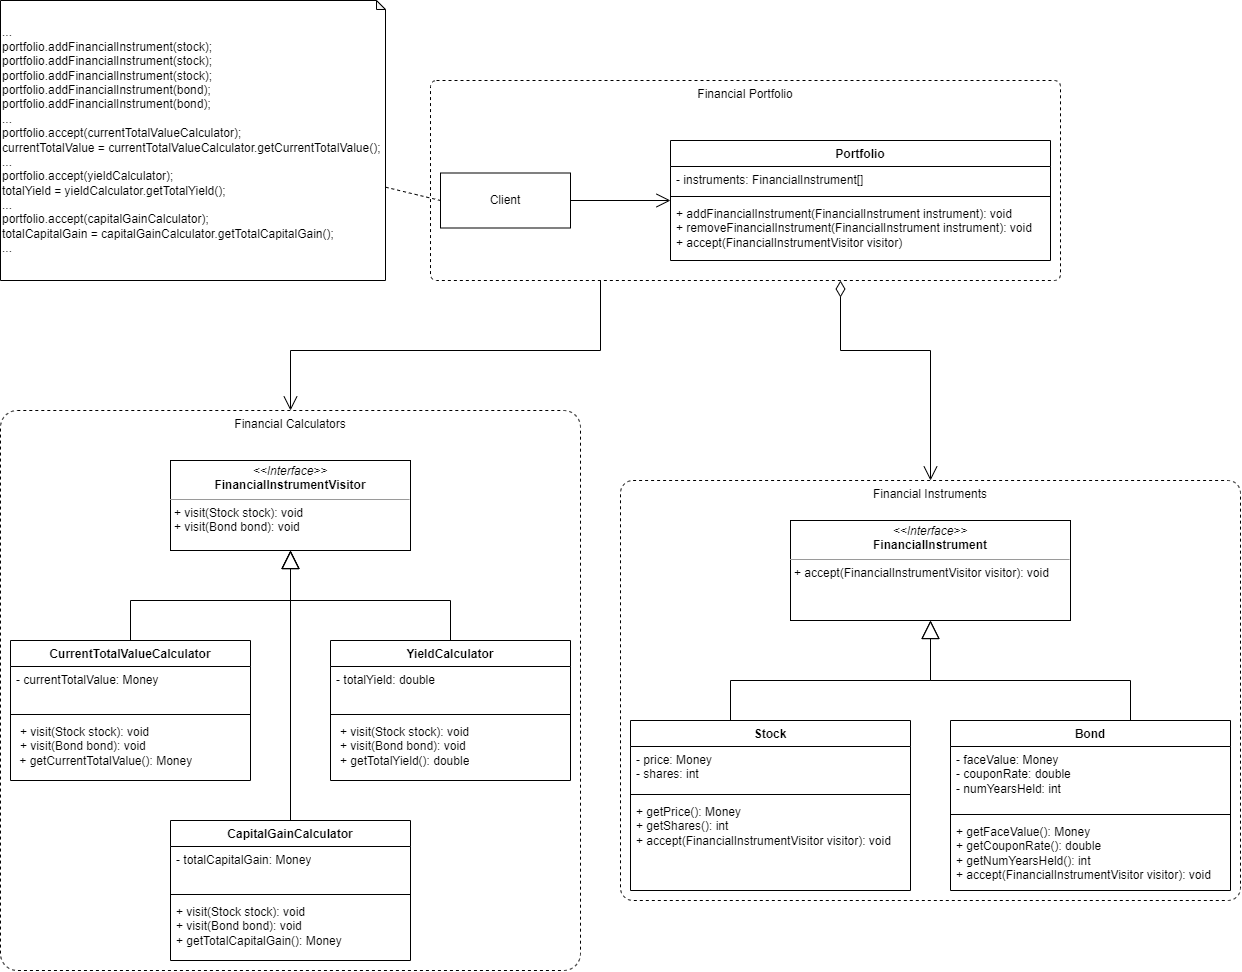 ...
portfolio.addFinancialInstrument(stock);
portfolio.addFinancialInstrument(stock);
portfolio.addFinancialInstrument(stock);
portfolio.addFinancialInstrument(bond);
portfolio.addFinancialInstrument(bond);
...
portfolio.accept(currentTotalValueCalculator);
currentTotalValue = currentTotalValueCalculator.getCurrentTotalValue();
...
portfolio.accept(yieldCalculator);
totalYield = yieldCalculator.getTotalYield();
...
portfolio.accept(capitalGainCalculator);
totalCapitalGain = capitalGainCalculator.getTotalCapitalGain();
...
Financial Portfolio
Client
Portfolio
- instruments: FinancialInstrument[]
+ addFinancialInstrument(FinancialInstrument instrument): void
+ removeFinancialInstrument(FinancialInstrument instrument): void
+ accept(FinancialInstrumentVisitor visitor)
Financial Calculators
<<Interface>>
FinancialInstrumentVisitor
+ visit(Stock stock): void
+ visit(Bond bond): void
CurrentTotalValueCalculator
- currentTotalValue: Money
+ visit(Stock stock): void
+ visit(Bond bond): void
+ getCurrentTotalValue(): Money
YieldCalculator
- totalYield: double
+ visit(Stock stock): void
+ visit(Bond bond): void
+ getTotalYield(): double
CapitalGainCalculator
- totalCapitalGain: Money
+ visit(Stock stock): void
+ visit(Bond bond): void
+ getTotalCapitalGain(): Money
Financial Instruments
<<Interface>>
FinancialInstrument
+ accept(FinancialInstrumentVisitor visitor): void
Stock
- price: Money
- shares: int
+ getPrice(): Money
+ getShares(): int
+ accept(FinancialInstrumentVisitor visitor): void
Bond
- faceValue: Money
- couponRate: double
- numYearsHeld: int
+ getFaceValue(): Money
+ getCouponRate(): double
+ getNumYearsHeld(): int
+ accept(FinancialInstrumentVisitor visitor): void